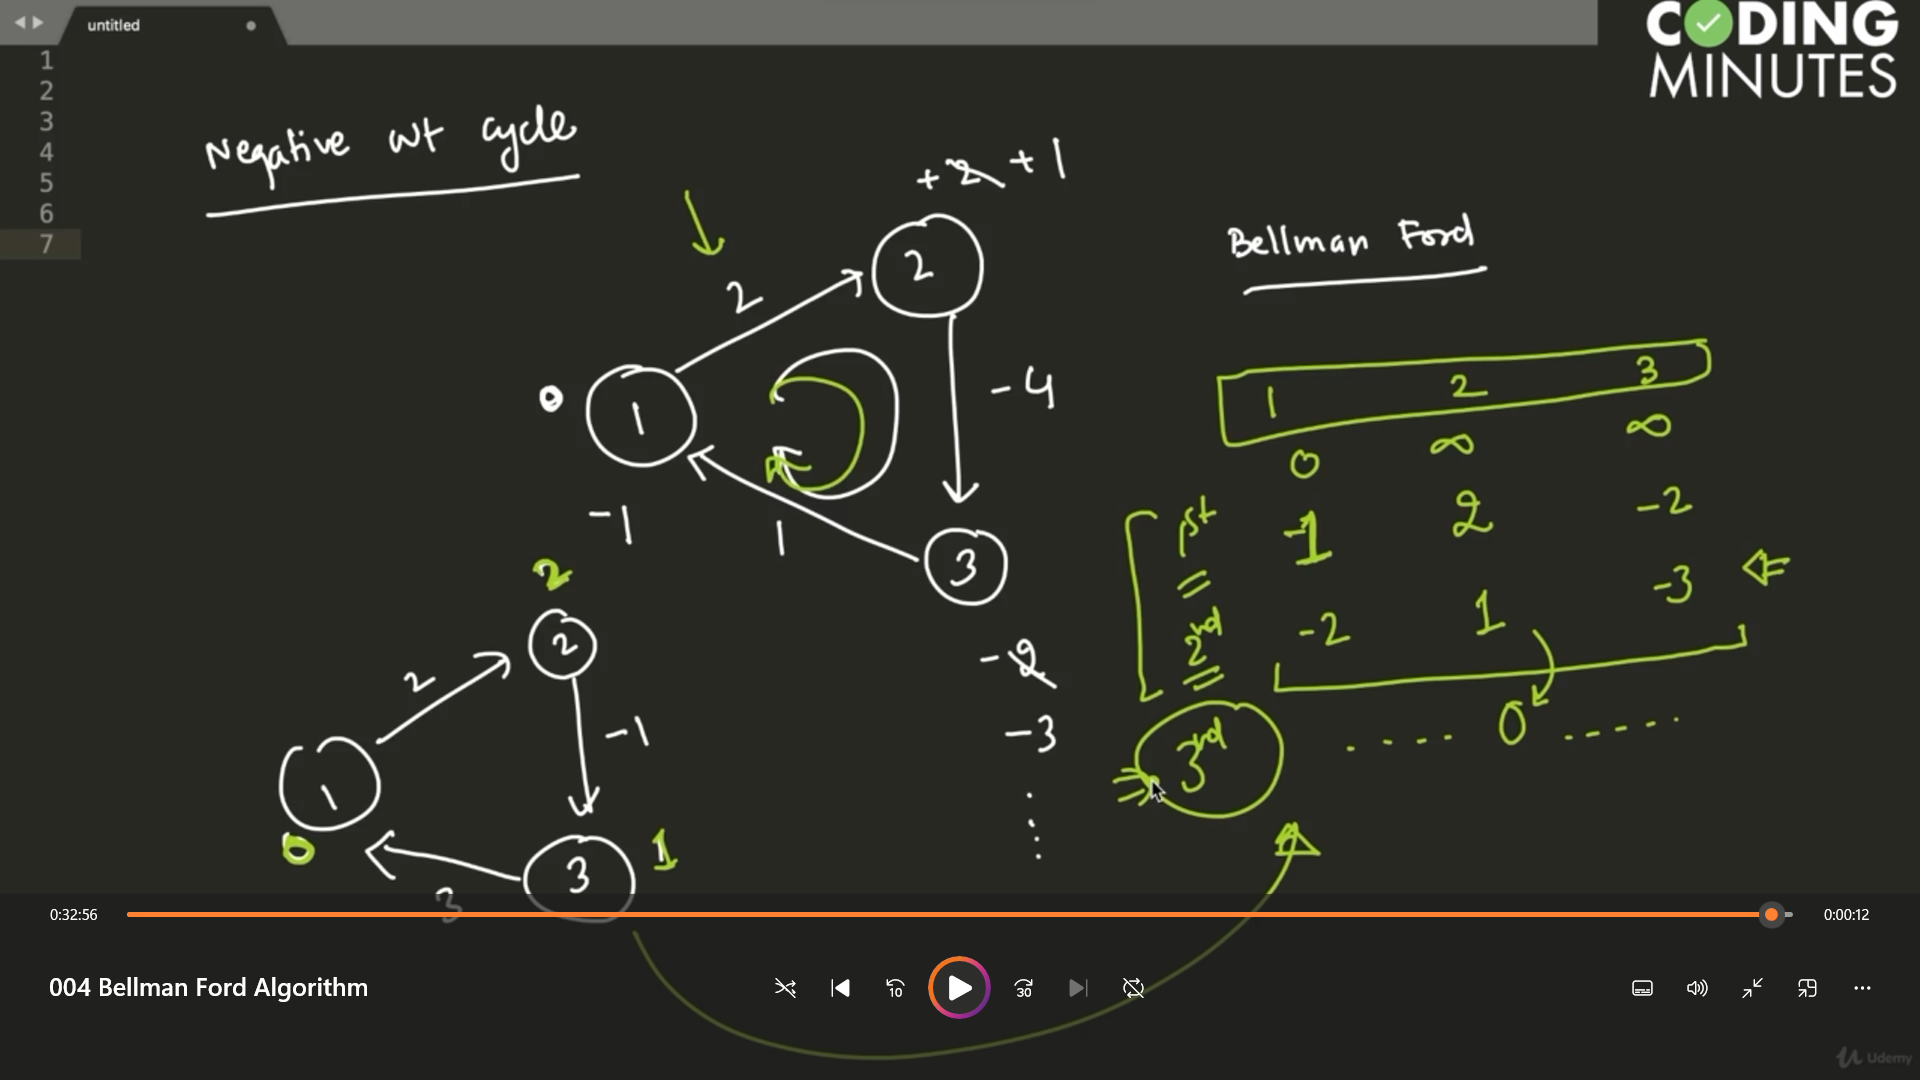 untitled
CODING
MINUTES
1
2
3
4
5
6
7
Negative wt cycle
+2 +1
2
2
0
1
-4
-1
1
3
-2
-3
Bellman Ford
1 2 3
0 ∞ ∞
1st -1 2 -2
2nd -2 1 -3
3rd ..... 0 ......
2
2
2
-1
1
0
3
1
3
0:32:56
0:00:12
004 Bellman Ford Algorithm
10
30
Udemy